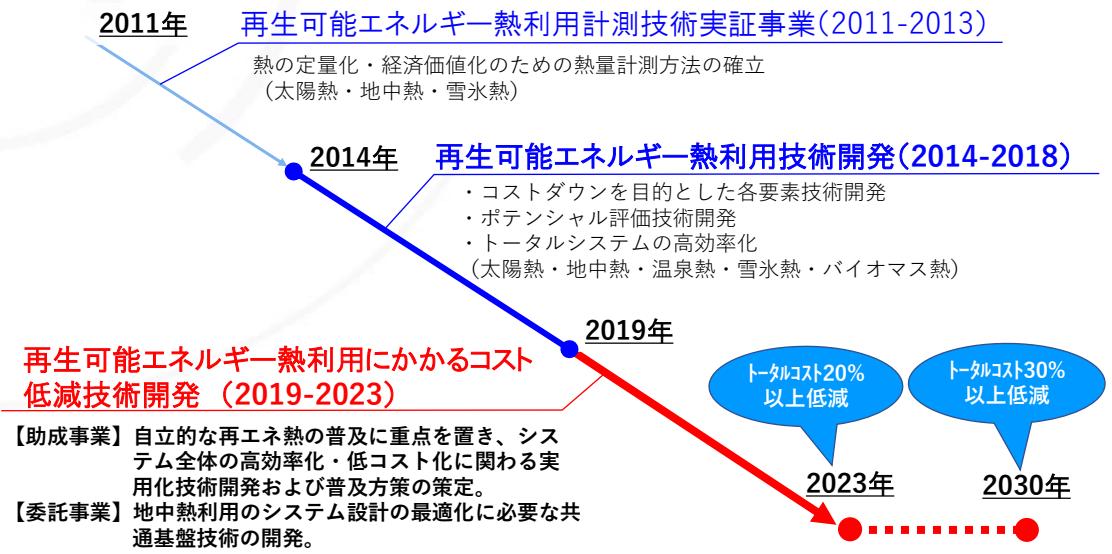 2011年
再生可能エネルギー熱利用計測技術実証事業(2011-2013)
熱の定量化・経済価値化のための熱量計測方法の確立
(太陽熱・地中熱・雪氷熱)
2014年
再生可能エネルギー熱利用技術開発(2014-2018)
・コストダウンを目的とした各要素技術開発
・ポテンシャル評価技術開発
・トータルシステムの高効率化
(太陽熱・地中熱・温泉熱・雪氷熱・バイオマス熱)
2019年
再生可能エネルギー熱利用にかかるコスト
低減技術開発 (2019-2023)
【助成事業】自立的な再エネ熱の普及に重点を置き、シス
テム全体の高効率化・低コスト化に関わる実
用化技術開発および普及方策の策定。
【委託事業】地中熱利用のシステム設計の最適化に必要な共
通基盤技術の開発。
ﾄｰﾀﾙｺｽﾄ20%
以上低減
2023年
ﾄｰﾀﾙｺｽﾄ30%
以上低減
2030年